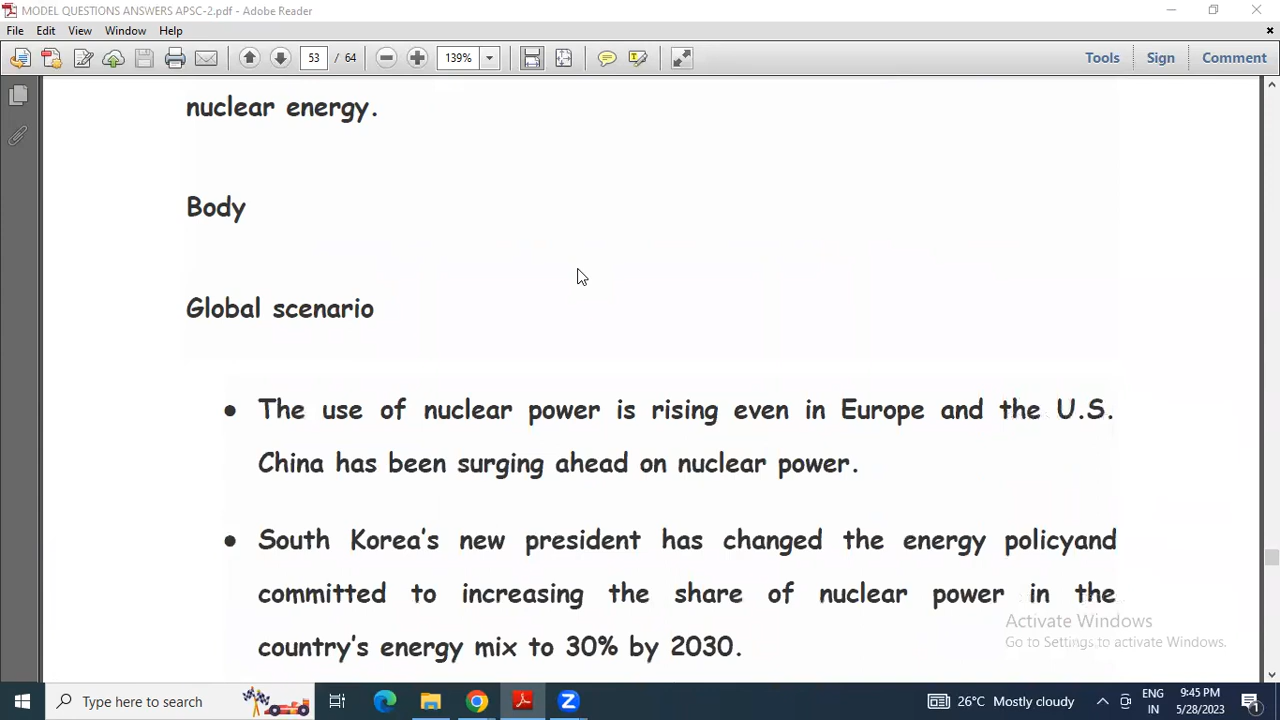 MODEL QUESTIONS ANSWERS APSC-2.pdf - Adobe Reader
File Edit View Window Help
53 / 64 139% Tools Sign Comment
nuclear energy.
Body
Global scenario
• The use of nuclear power is rising even in Europe and the U.S.
China has been surging ahead on nuclear power.
• South Korea's new president has changed the energy policyand
committed to increasing the share of nuclear power in the
country's energy mix to 30% by 2030.
Activate Windows
Go to Settings to activate Windows.
Type here to search 26°C Mostly cloudy ENG 9:45 PM
IN 5/28/2023 1